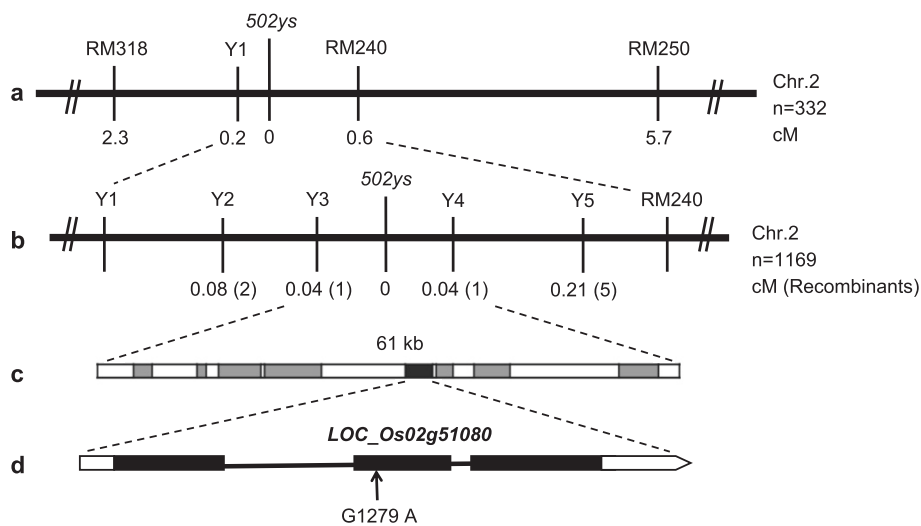 502ys
RM318 Y1 RM240 RM250
a
Chr.2
n=332
cM
2.3 0.2 0 0.6 5.7
502ys
Y1 Y2 Y3 Y4 Y5 RM240
b
Chr.2
n=1169
cM (Recombinants)
0.08 (2) 0.04 (1) 0 0.04 (1) 0.21 (5)
61 kb
c
LOC_Os02g51080
d
G1279 A